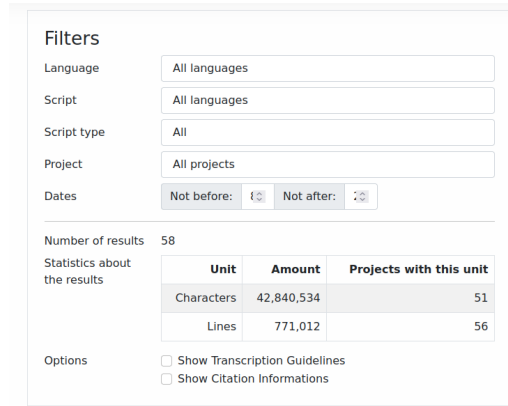 Filters
Language All languages
Script All languages
Script type All
Project All projects
Dates Not before: Not after:
Number of results 58
Statistics about
the results
Unit Amount Projects with this unit
Characters 42,840,534 51
Lines 771,012 56
Options Show Transcription Guidelines
Show Citation Informations